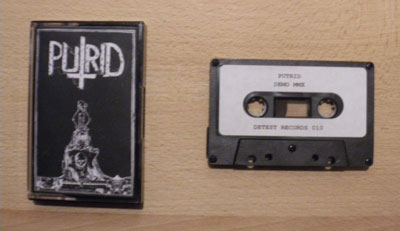 PUTRID
PUTRID
DEMO MMX
DETEST RECORDS 010